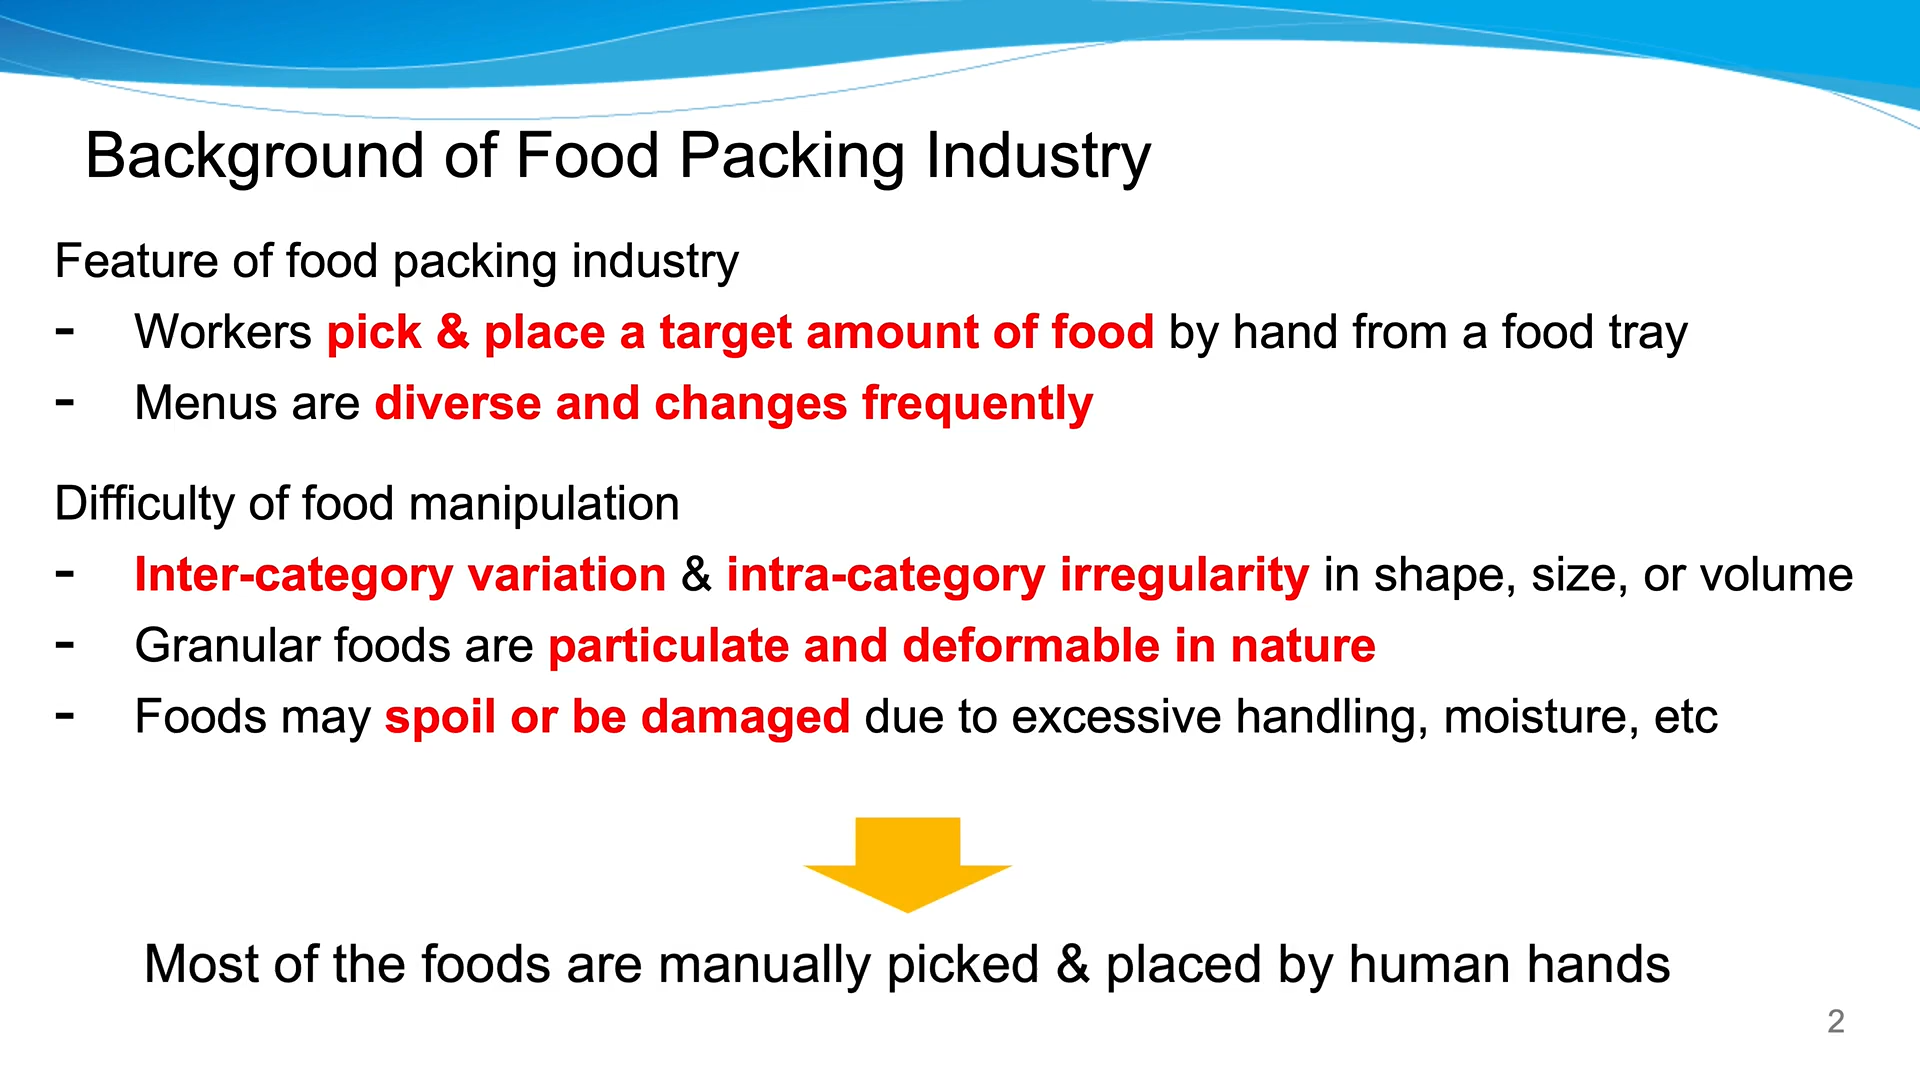 Background of Food Packing Industry
Feature of food packing industry
- Workers pick & place a target amount of food by hand from a food tray
- Menus are diverse and changes frequently
Difficulty of food manipulation
- Inter-category variation & intra-category irregularity in shape, size, or volume
- Granular foods are particulate and deformable in nature
- Foods may spoil or be damaged due to excessive handling, moisture, etc
Most of the foods are manually picked & placed by human hands
2